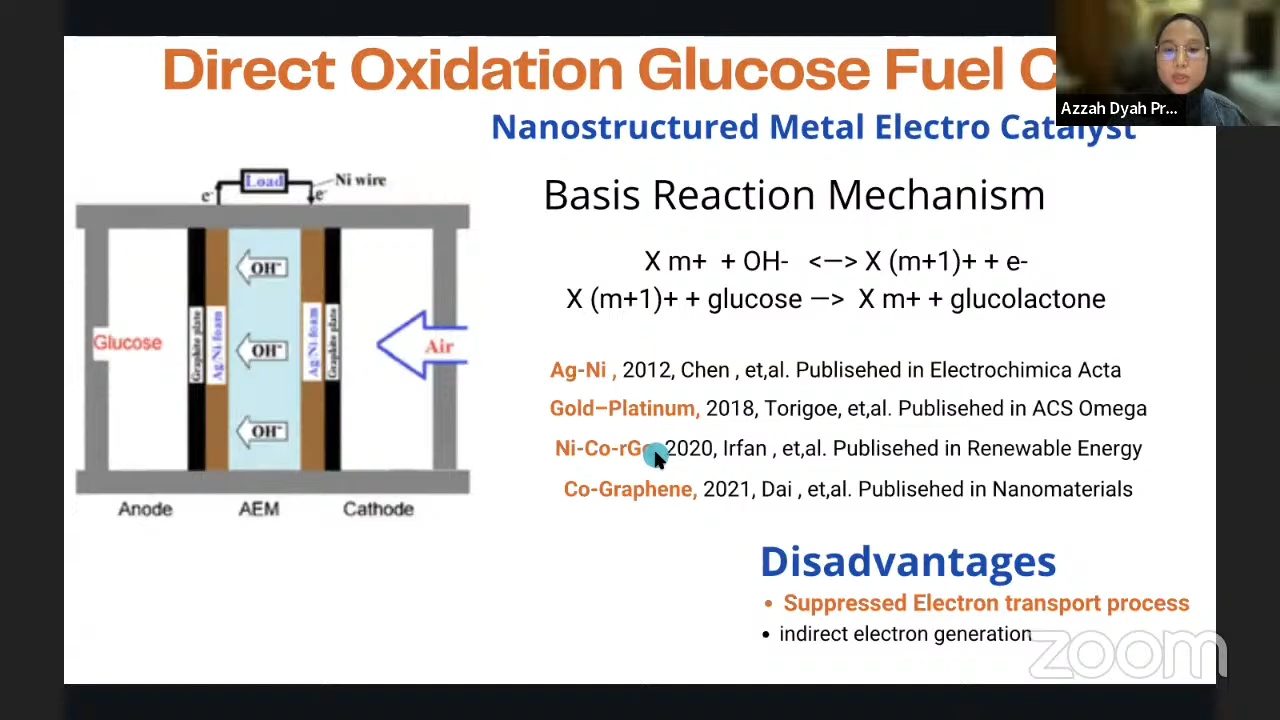 Direct Oxidation Glucose Fuel C
Azzah Dyah Pr...
Nanostructured Metal Electro Catalyst
Load
Ni wire
e-
e-
Basis Reaction Mechanism
X m+ + OH- <—> X (m+1)+ + e-
X (m+1)+ + glucose —> X m+ + glucolactone
OH-
OH-
OH-
Glucose
Graphite plate
Ag/Ni-foam
Ag/Ni-foam
Graphite plate
Air
Anode
AEM
Cathode
Ag-Ni , 2012, Chen , et,al. Publisehed in Electrochimica Acta
Gold–Platinum, 2018, Torigoe, et,al. Publisehed in ACS Omega
Ni-Co-rG 2020, Irfan , et,al. Publisehed in Renewable Energy
Co-Graphene, 2021, Dai , et,al. Publisehed in Nanomaterials
Disadvantages
• Suppressed Electron transport process
• indirect electron generation
zoom